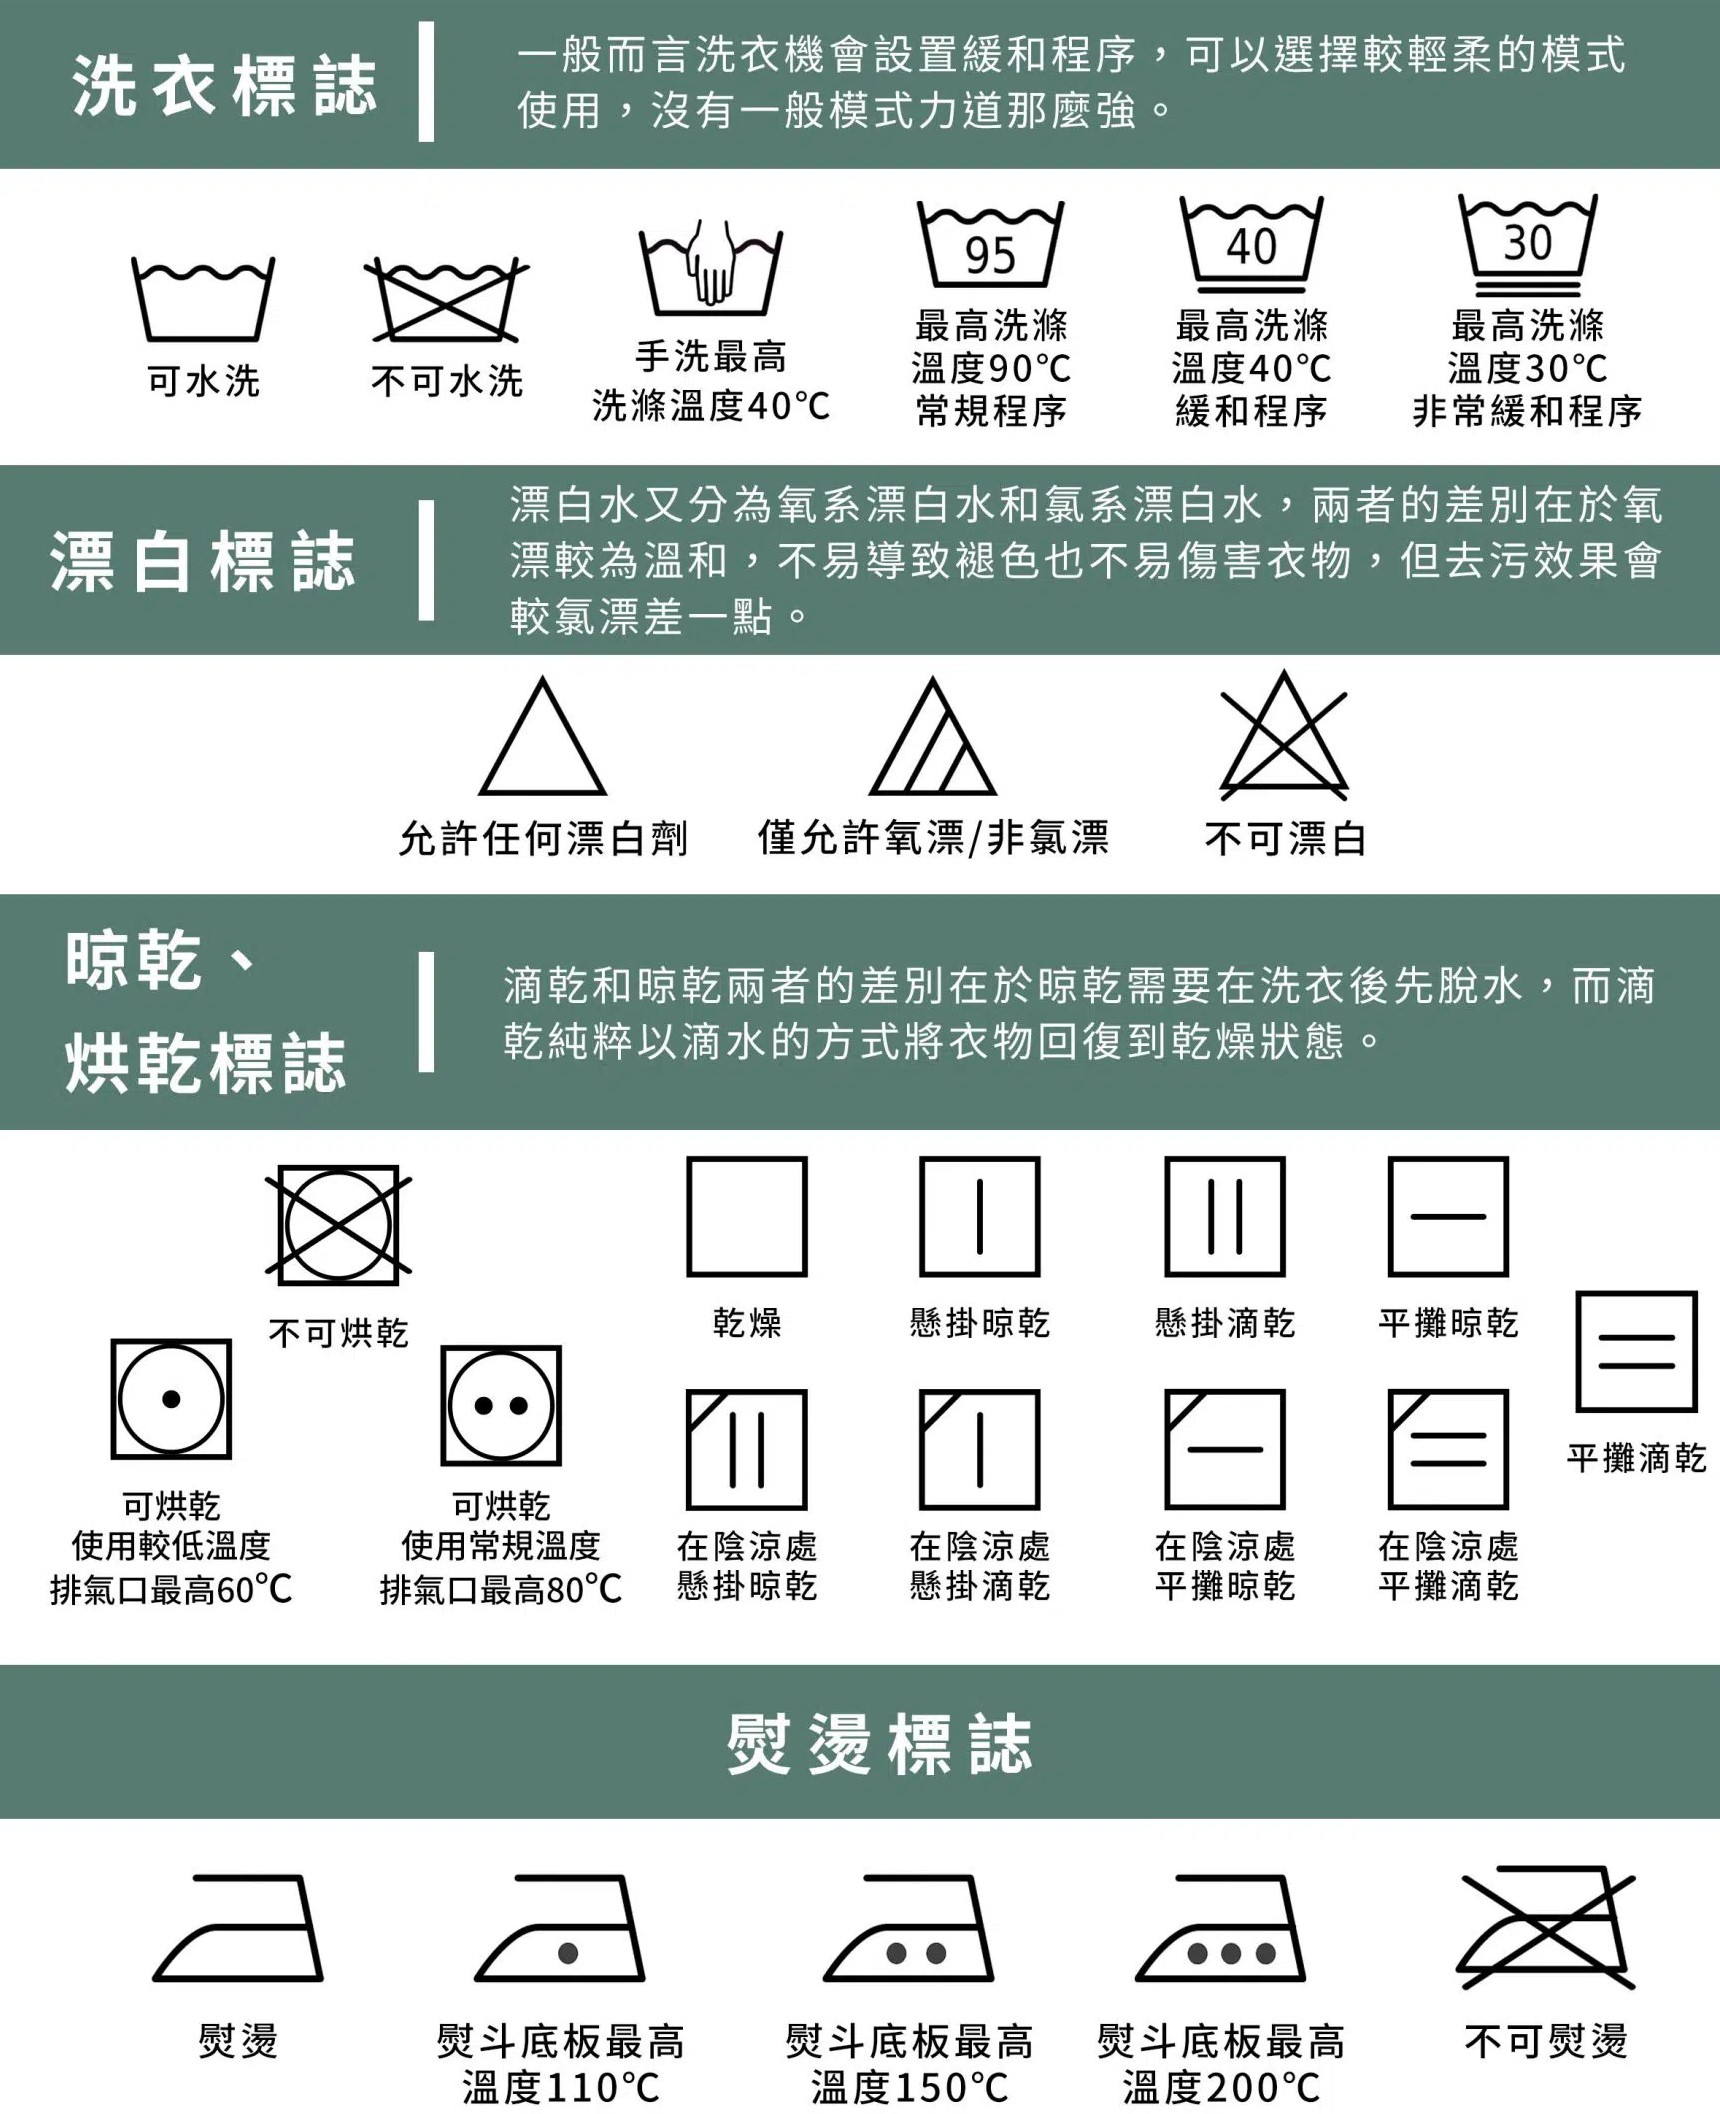 洗衣標誌
一般而言洗衣機會設置緩和程序，可以選擇較輕柔的模式
使用，沒有一般模式力道那麼強。
95
40
30
可水洗
不可水洗
手洗最高
洗滌溫度40℃
最高洗滌
溫度90℃
常規程序
最高洗滌
溫度40℃
緩和程序
最高洗滌
溫度30℃
非常緩和程序
漂白標誌
漂白水又分為氧系漂白水和氯系漂白水，兩者的差別在於氧
漂較為溫和，不易導致褪色也不易傷害衣物，但去污效果會
較氯漂差一點。
允許任何漂白劑
僅允許氧漂/非氯漂
不可漂白
晾乾、
烘乾標誌
滴乾和晾乾兩者的差別在於晾乾需要在洗衣後先脫水，而滴
乾純粹以滴水的方式將衣物回復到乾燥狀態。
不可烘乾
可烘乾
使用較低溫度
排氣口最高60℃
可烘乾
使用常規溫度
排氣口最高80℃
乾燥
懸掛晾乾
懸掛滴乾
平攤晾乾
平攤滴乾
在陰涼處
懸掛晾乾
在陰涼處
懸掛滴乾
在陰涼處
平攤晾乾
在陰涼處
平攤滴乾
熨燙標誌
熨燙
熨斗底板最高
溫度110℃
熨斗底板最高
溫度150℃
熨斗底板最高
溫度200℃
不可熨燙